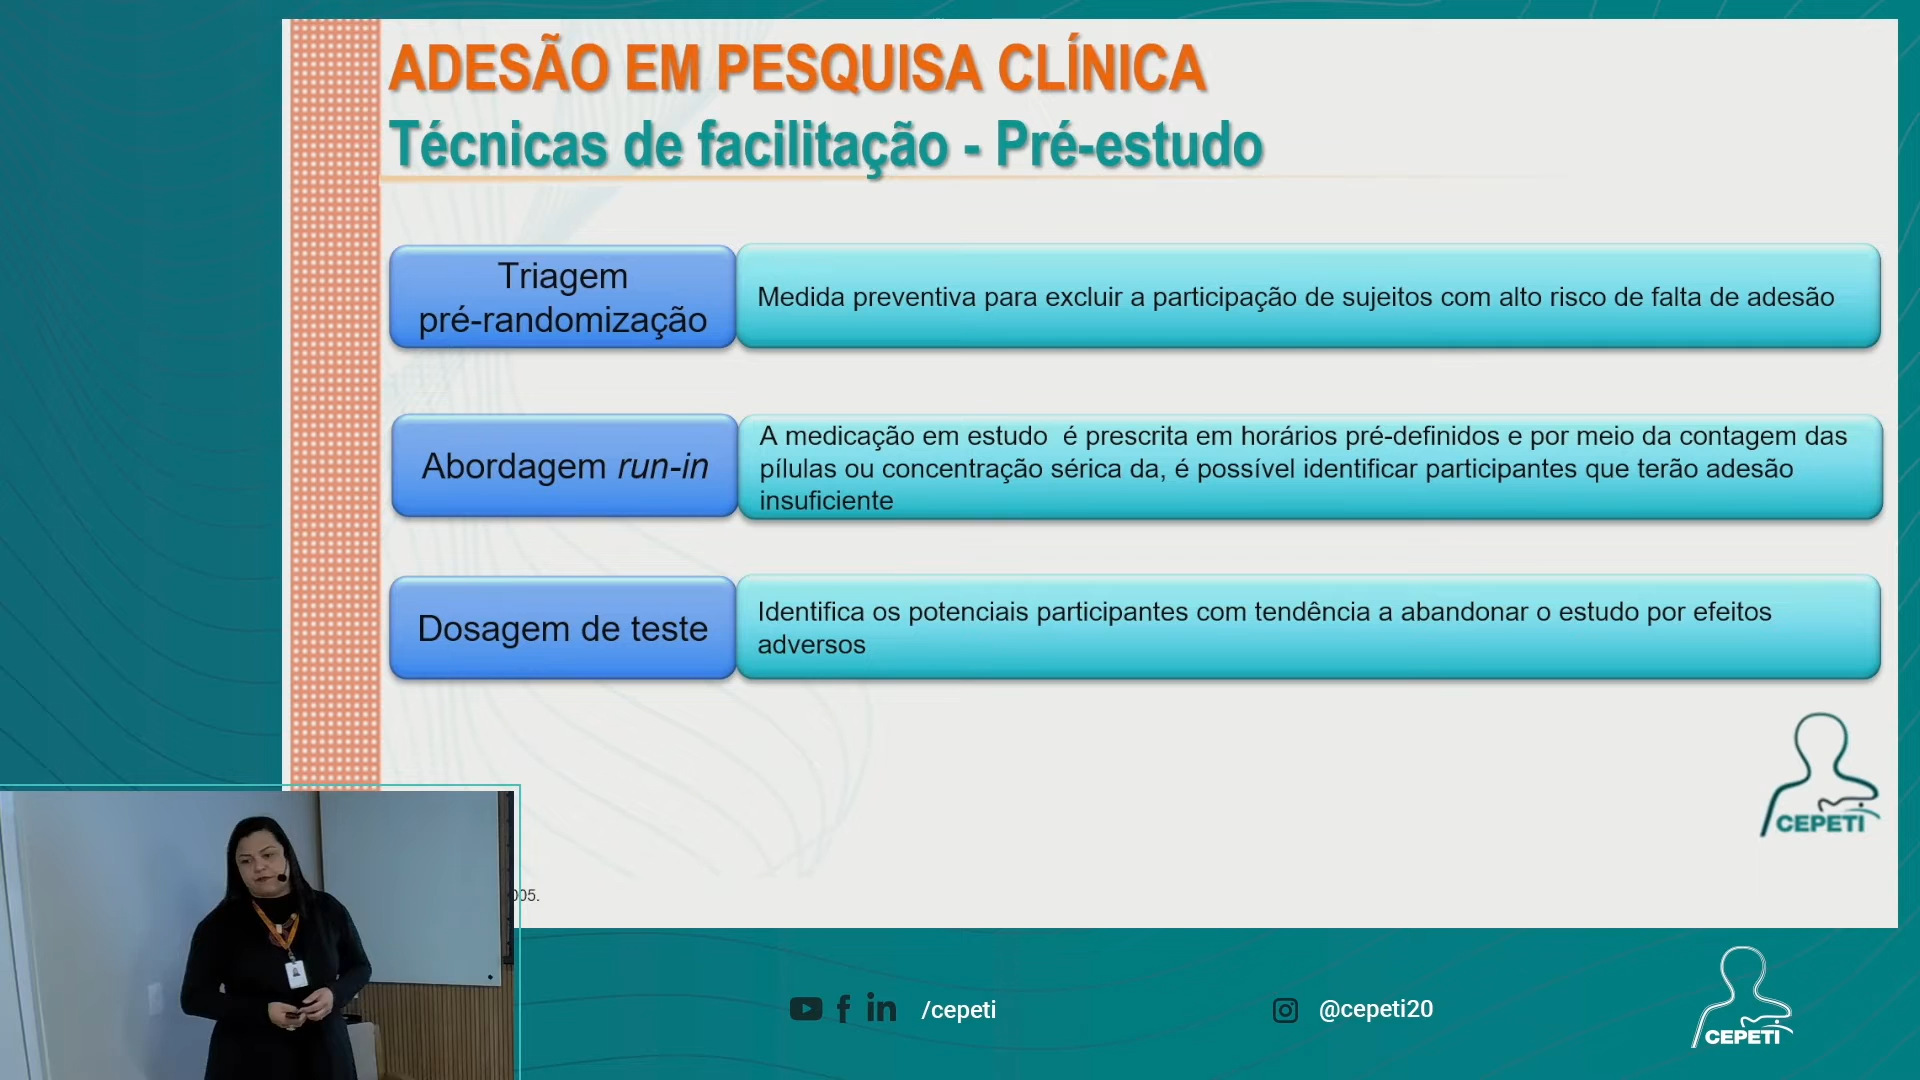 ADESÃO EM PESQUISA CLÍNICA
Técnicas de facilitação - Pré-estudo
Triagem
pré-randomização
Medida preventiva para excluir a participação de sujeitos com alto risco de falta de adesão
Abordagem run-in
A medicação em estudo é prescrita em horários pré-definidos e por meio da contagem das
pílulas ou concentração sérica da, é possível identificar participantes que terão adesão
insuficiente
Dosagem de teste
Identifica os potenciais participantes com tendência a abandonar o estudo por efeitos
adversos
CEPETI
005.
/cepeti
@cepeti20
CEPETI